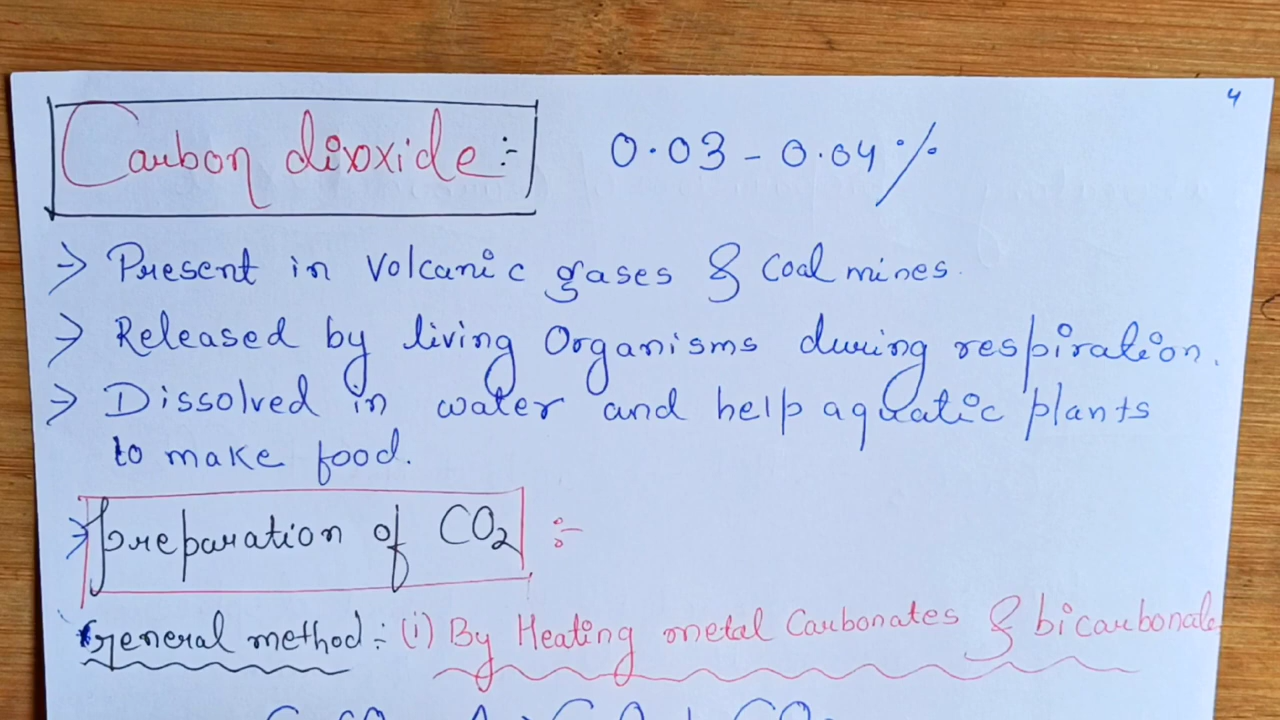 4
Carbon dioxide:- 0.03 - 0.04%
→ Present in Volcanic gases & Coal mines.
→ Released by living Organisms during respiration.
→ Dissolved in water and help aquatic plants
to make food.
→ Preparation of CO₂ :-
General method:- (i) By Heating metal Carbonates & bicarbonate